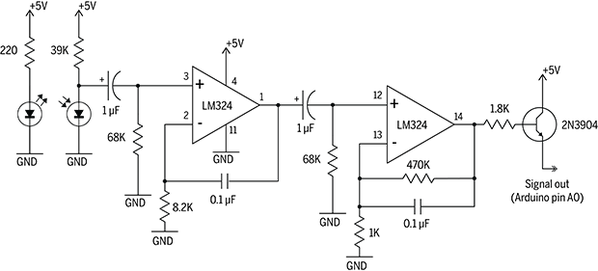 +5V
220
GND
+5V
39K
GND
+
1 µF
68K
GND
3
+
2
-
LM324
+5V
4
11
GND
1
8.2K
GND
0.1 µF
+
1 µF
68K
GND
12
+
13
-
LM324
14
470K
0.1 µF
1K
GND
1.8K
+5V
2N3904
Signal out
(Arduino pin A0)